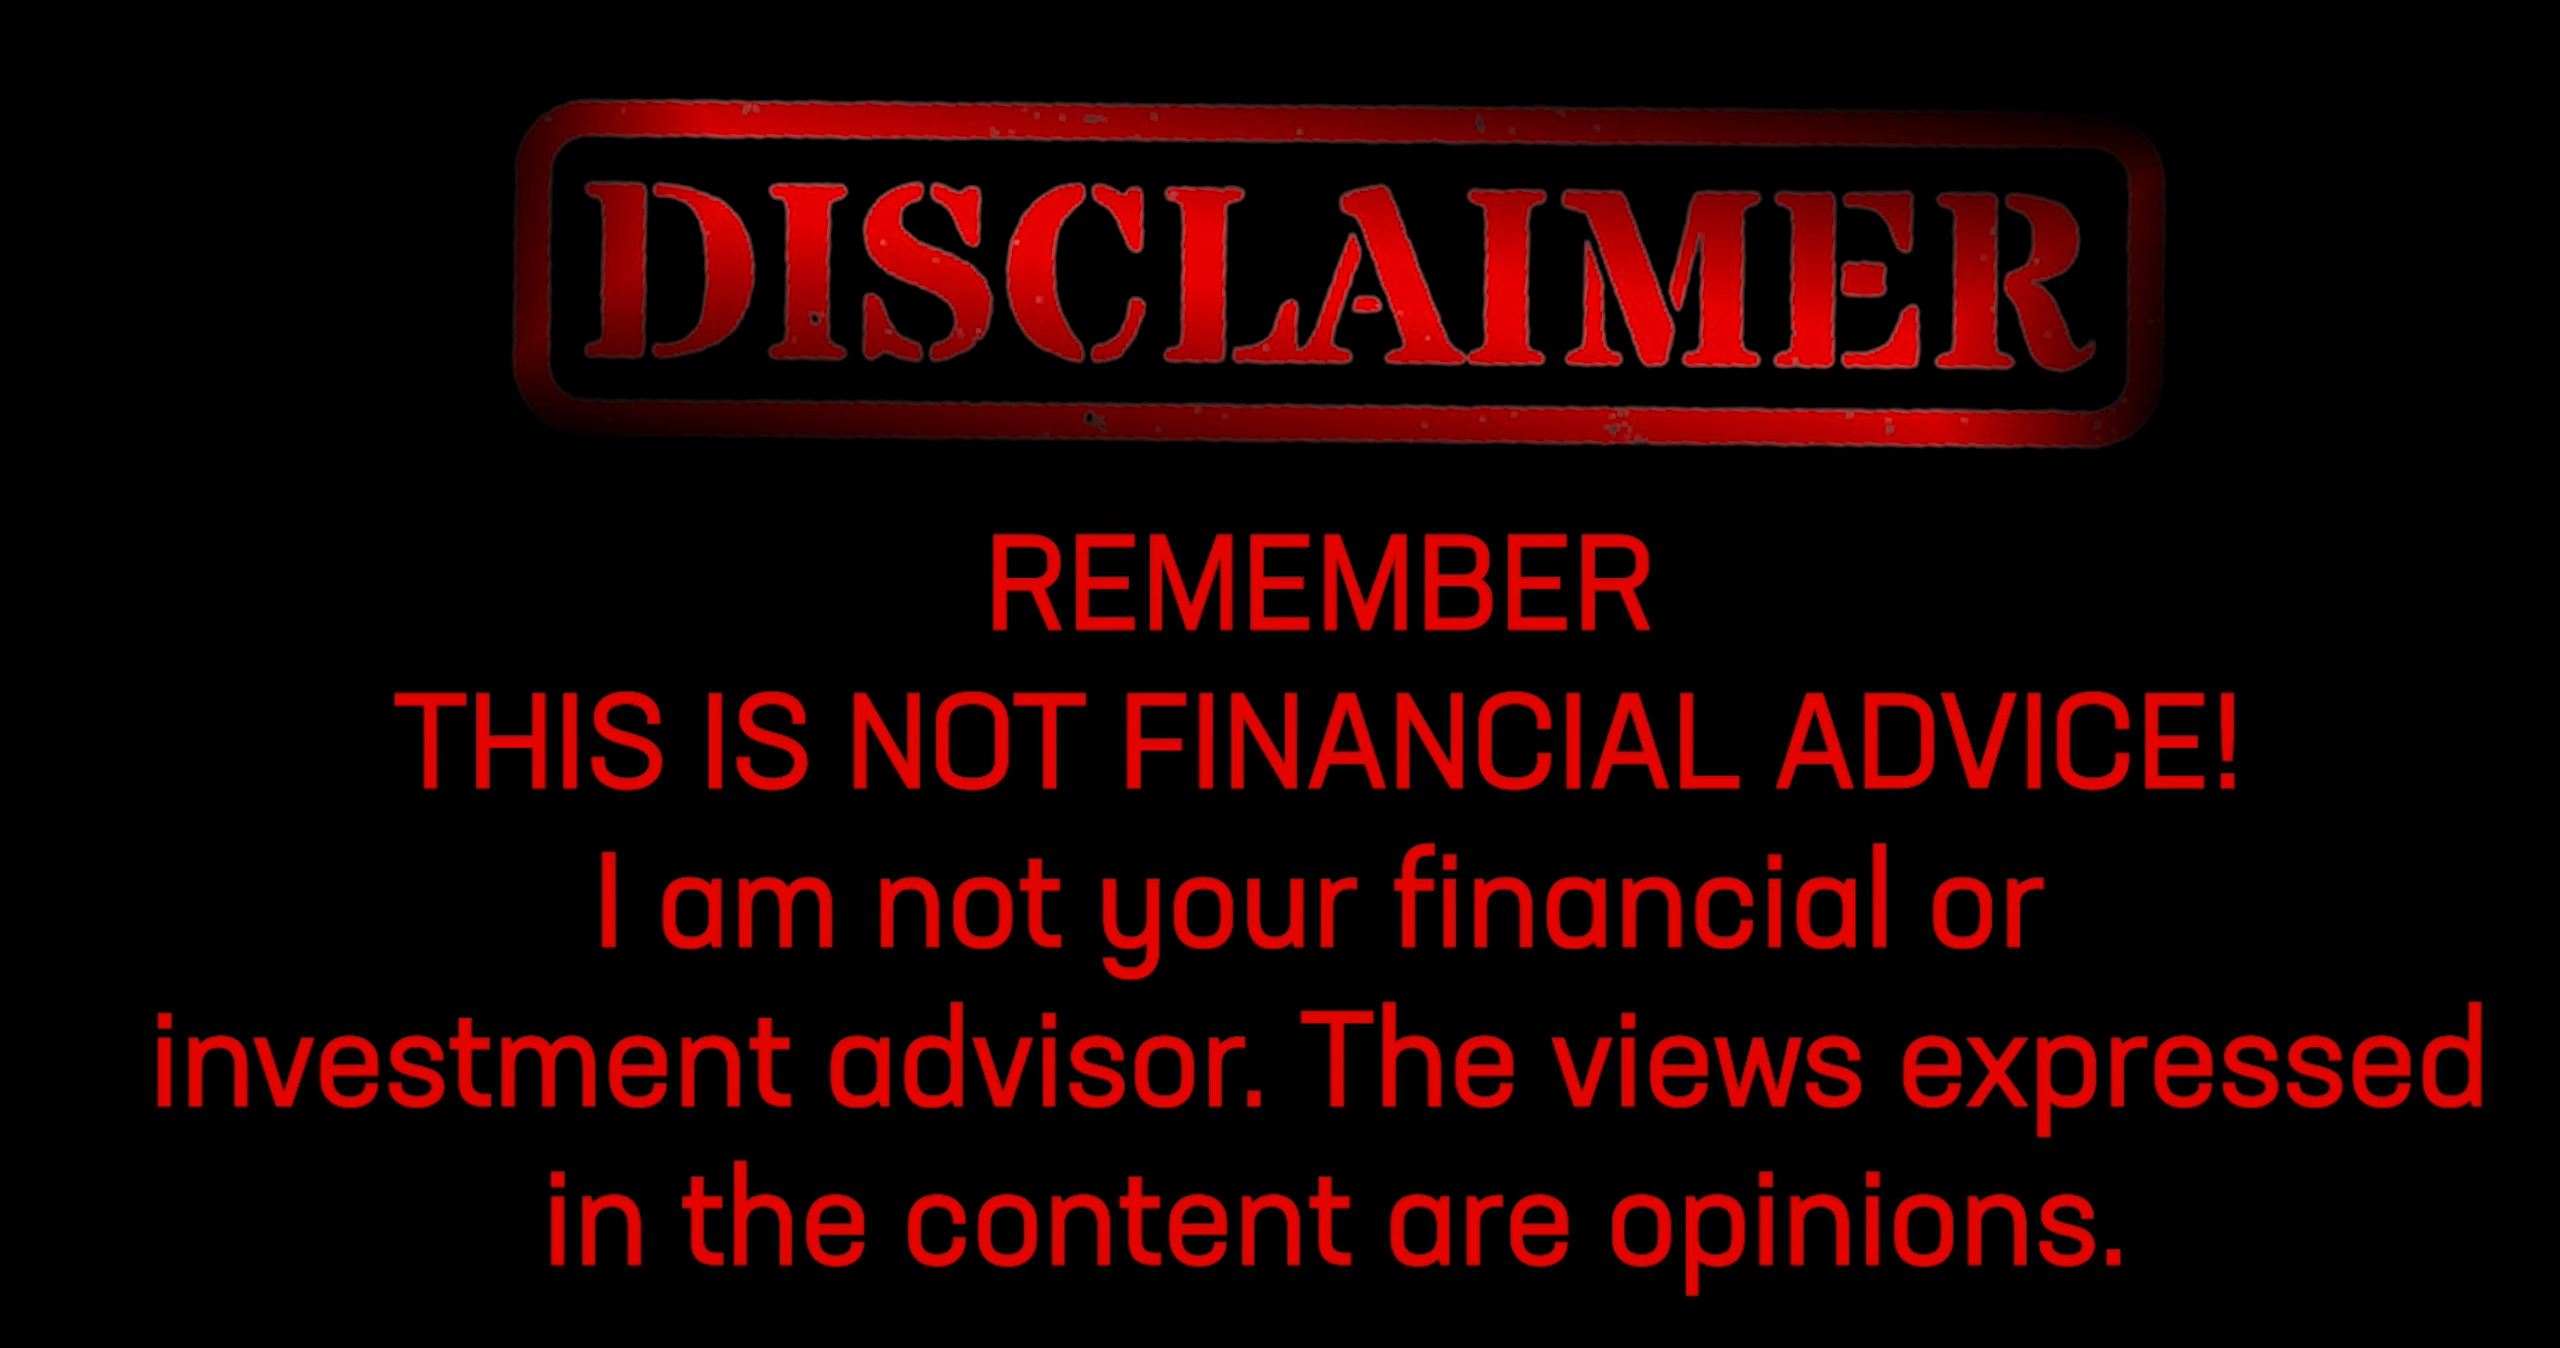 DISCLAIMER
REMEMBER
THIS IS NOT FINANCIAL ADVICE!
I am not your financial or
investment advisor. The views expressed
in the content are opinions.